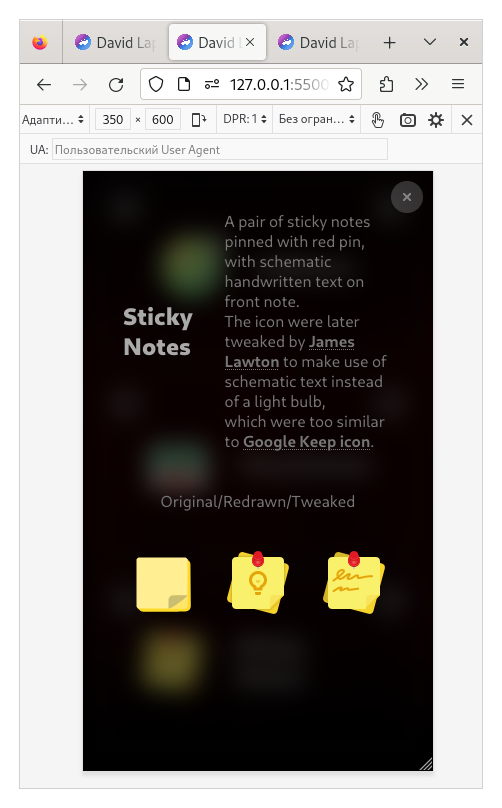 David La
David L
David Lap
127.0.0.1:5500
Адапти…
350 × 600
DPR: 1
Без огран…
UA: Пользовательский User Agent
Sticky
Notes
A pair of sticky notes
pinned with red pin,
with schematic
handwritten text on
front note.
The icon were later
tweaked by James
Lawton to make use of
schematic text instead
of a light bulb,
which were too similar
to Google Keep icon.
Original/Redrawn/Tweaked